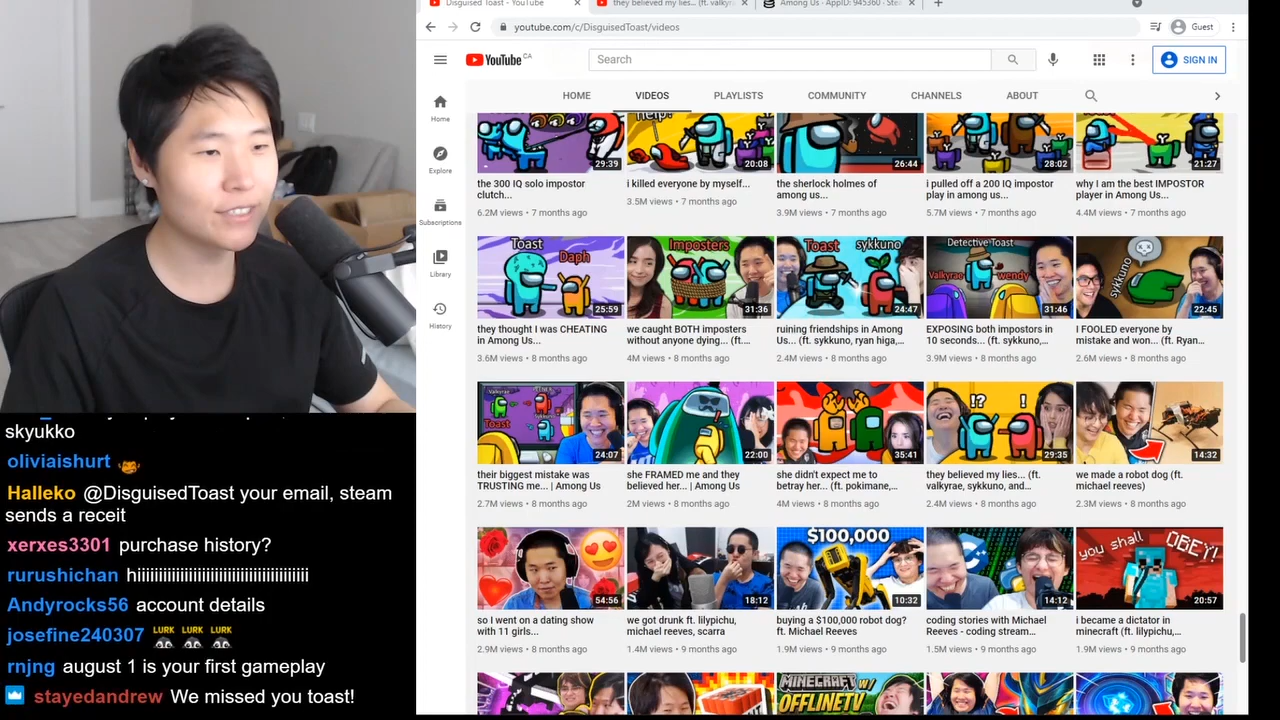 Disguised Toast - YouTube
they believed my lies... (ft. valkyr
Among Us - AppID: 945360 - Stea
youtube.com/c/DisguisedToast/videos
Guest
YouTube CA
Search
SIGN IN
HOME
VIDEOS
PLAYLISTS
COMMUNITY
CHANNELS
ABOUT
Home
Explore
Subscriptions
Library
History
29:39
help!
20:08
26:44
28:02
21:27
the 300 IQ solo impostor
clutch...
6.2M views • 7 months ago
i killed everyone by myself...
3.5M views • 7 months ago
the sherlock holmes of
among us...
3.9M views • 7 months ago
i pulled off a 200 IQ impostor
play in among us...
5.7M views • 7 months ago
why I am the best IMPOSTOR
player in Among Us...
4.4M views • 7 months ago
Toast
Daph
25:59
Imposters
31:36
Toast sykkuno
24:47
Detective Toast
Valkyrae wendy
31:46
sykkuno
22:45
they thought I was CHEATING
in Among Us...
3.6M views • 8 months ago
we caught BOTH imposters
without anyone dying... (ft....
4M views • 8 months ago
ruining friendships in Among
Us... (ft. sykkuno, ryan higa,...
2.4M views • 8 months ago
EXPOSING both impostors in
10 seconds... (ft. sykkuno,...
3.9M views • 8 months ago
I FOOLED everyone by
mistake and won... (ft. Ryan...
2.6M views • 8 months ago
Valkyrae
Sykkuno
Toast
24:07
22:00
35:41
!? !
29:35
14:32
their biggest mistake was
TRUSTING me... | Among Us
2.7M views • 8 months ago
she FRAMED me and they
believed her... | Among Us
2M views • 8 months ago
she didn't expect me to
betray her... (ft. pokimane,...
4M views • 8 months ago
they believed my lies... (ft.
valkyrae, sykkuno, and...
2.4M views • 8 months ago
we made a robot dog (ft.
michael reeves)
2.3M views • 8 months ago
54:56
18:12
$100,000
10:32
14:12
you shall OBEY!
20:57
so I went on a dating show
with 11 girls...
2.9M views • 8 months ago
we got drunk ft. lilypichu,
michael reeves, scarra
1.4M views • 9 months ago
buying a $100,000 robot dog?
ft. Michael Reeves
1.9M views • 9 months ago
coding stories with Michael
Reeves - coding stream...
1.5M views • 9 months ago
i became a dictator in
minecraft (ft. lilypichu,...
1.9M views • 9 months ago
MINECRAFT W/
OFFLINETV
skyukko
oliviaishurt
Halleko @DisguisedToast your email, steam
sends a receit
xerxes3301 purchase history?
rurushichan hiiiiiiiiiiiiiiiiiiiiiiiiiiiiiiiiiiiii
Andyrocks56 account details
josefine240307 LURK LURK LURK
rnjng august 1 is your first gameplay
stayedandrew We missed you toast!